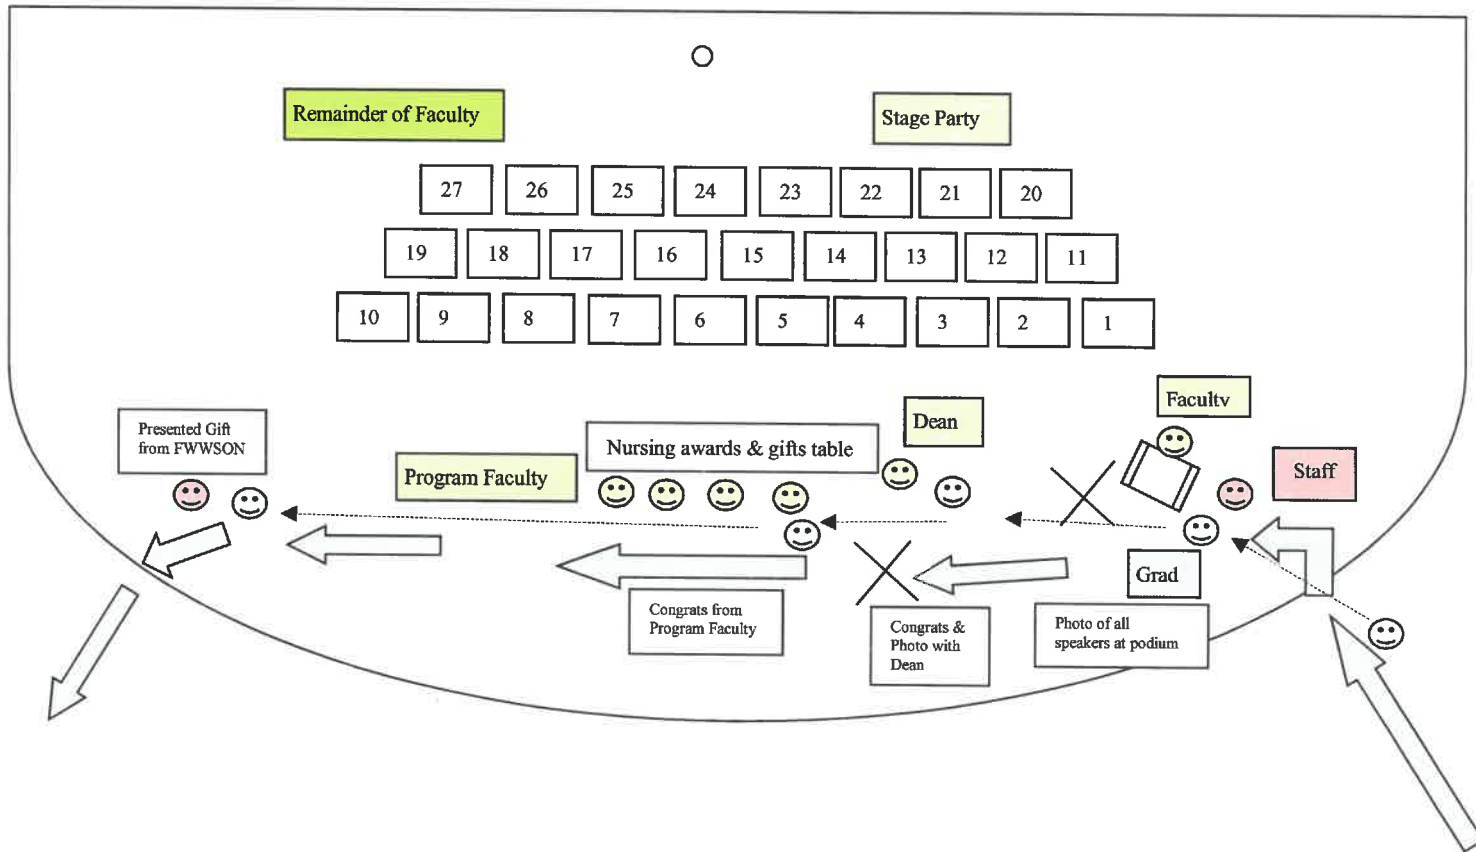 Remainder of Faculty
Stage Party
27 26 25 24 23 22 21 20
19 18 17 16 15 14 13 12 11
10 9 8 7 6 5 4 3 2 1
Faculty
Dean
Presented Gift
from FWWSON
Nursing awards & gifts table
Program Faculty
Staff
Grad
Congrats from
Program Faculty
Congrats &
Photo with
Dean
Photo of all
speakers at podium